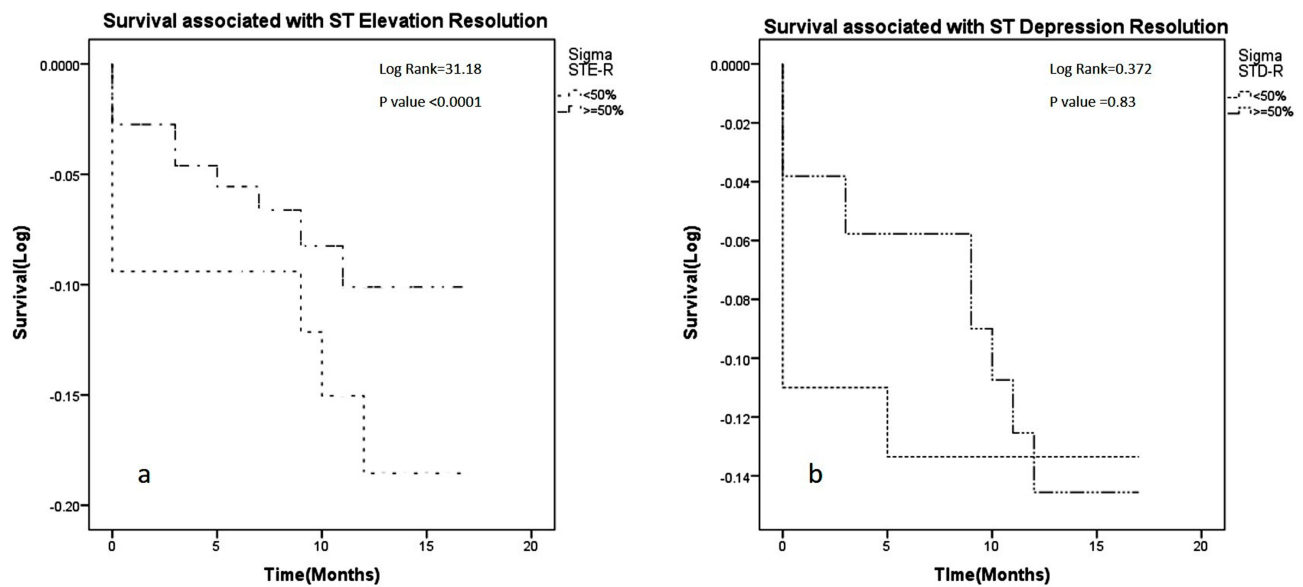 Survival associated with ST Elevation Resolution
0.0000
-0.05
-0.10
-0.15
-0.20
Survival(Log)
Log Rank=31.18
P value <0.0001
Sigma
STE-R
<50%
>=50%
a
0
5
10
15
20
Time(Months)
Survival associated with ST Depression Resolution
0.0000
-0.02
-0.04
-0.06
-0.08
-0.10
-0.12
-0.14
Survival(Log)
Log Rank=0.372
P value =0.83
Sigma
STD-R
<50%
>=50%
b
0
5
10
15
20
TIme(Months)